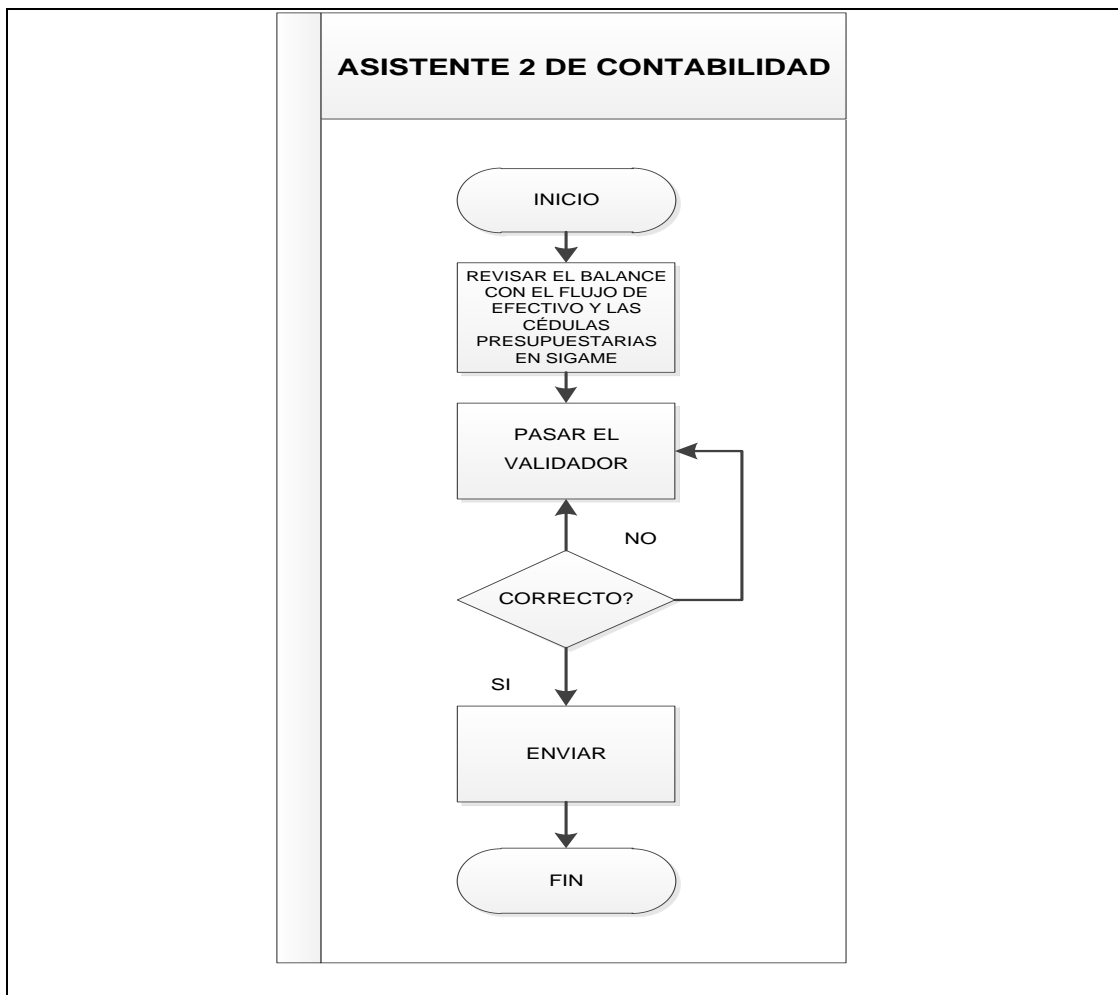 ASISTENTE 2 DE CONTABILIDAD
INICIO
REVISAR EL BALANCE
CON EL FLUJO DE
EFECTIVO Y LAS
CÉDULAS
PRESUPUESTARIAS
EN SIGAME
PASAR EL
VALIDADOR
NO
CORRECTO?
SI
ENVIAR
FIN